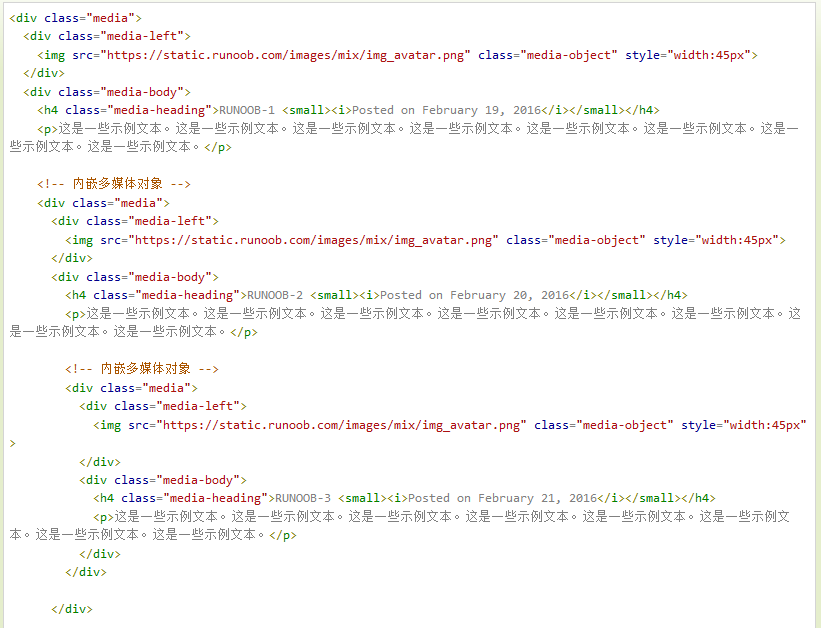 <div class="media">
  <div class="media-left">
    <img src="https://static.runoob.com/images/mix/img_avatar.png" class="media-object" style="width:45px">
  </div>
  <div class="media-body">
    <h4 class="media-heading">RUNOOB-1 <small><i>Posted on February 19, 2016</i></small></h4>
    <p>这是一些示例文本。这是一些示例文本。这是一些示例文本。这是一些示例文本。这是一些示例文本。这是一些示例文本。这是一
些示例文本。这是一些示例文本。</p>
    <!-- 内嵌多媒体对象 -->
    <div class="media">
      <div class="media-left">
        <img src="https://static.runoob.com/images/mix/img_avatar.png" class="media-object" style="width:45px">
      </div>
      <div class="media-body">
        <h4 class="media-heading">RUNOOB-2 <small><i>Posted on February 20, 2016</i></small></h4>
        <p>这是一些示例文本。这是一些示例文本。这是一些示例文本。这是一些示例文本。这是一些示例文本。这是一些示例文本。这
是一些示例文本。这是一些示例文本。</p>
        <!-- 内嵌多媒体对象 -->
        <div class="media">
          <div class="media-left">
            <img src="https://static.runoob.com/images/mix/img_avatar.png" class="media-object" style="width:45px"
>
          </div>
          <div class="media-body">
            <h4 class="media-heading">RUNOOB-3 <small><i>Posted on February 21, 2016</i></small></h4>
            <p>这是一些示例文本。这是一些示例文本。这是一些示例文本。这是一些示例文本。这是一些示例文本。这是一些示例文
本。这是一些示例文本。这是一些示例文本。</p>
          </div>
        </div>
      </div>